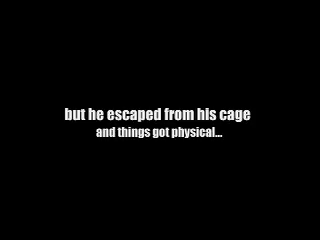 but he escaped from his cage
and things got physical...